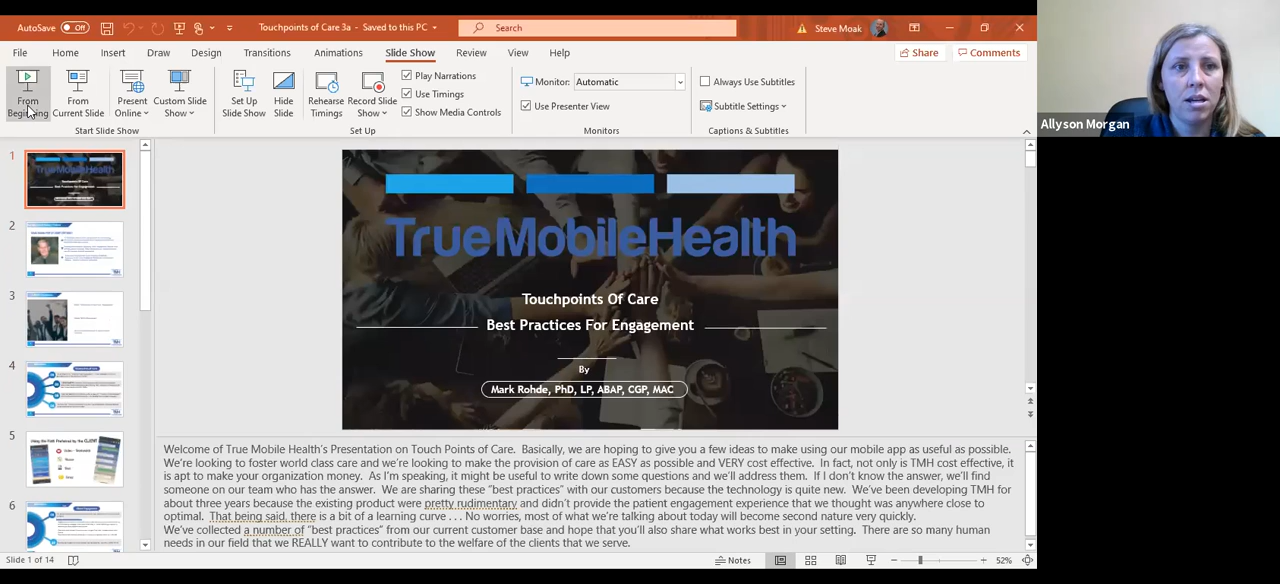 AutoSave Off
Touchpoints of Care 3a - Saved to this PC
Search
Steve Moak
File Home Insert Draw Design Transitions Animations Slide Show Review View Help
Share Comments
From Beginning
From Current Slide
Present Online
Custom Slide Show
Set Up Slide Show
Hide Slide
Rehearse Timings
Record Slide Show
Play Narrations
Use Timings
Show Media Controls
Monitor: Automatic
Use Presenter View
Always Use Subtitles
Subtitle Settings
Start Slide Show
Set Up
Monitors
Captions & Subtitles
Allyson Morgan
1
2
3
4
5
6
TrueMobileHealth
Touchpoints Of Care
Best Practices For Engagement
By
Mark Rohde, PhD, LP, ABAP, CGP, MAC
Welcome of True Mobile Health's Presentation on Touch Points of Care. Basically, we are hoping to give you a few ideas to make using our mobile app as useful as possible.
We're looking to foster world class care and we're looking to make the provision of care as EASY as possible and VERY cost effective. In fact, not only is TMH cost effective, it
is apt to make your organization money. As I'm speaking, it might be useful to write down some questions and we'll address them. If I don't know the answer, we'll find
someone on our team who has the answer. We are sharing these "best practices" with our customers because the technology is quite new. We've been developing TMH for
about three years because the existing product were pretty rudimentary and didn't provide the patient engagement experience that we thought was anywhere close to
optimal. That being said, there is a bit of a learning curve . . . No worries, most of what we're talking about today will become second nature very quickly.
We've collected a number of "best practices" from our current customer base and hope that you'll also share what works best in your setting. There are so many human
needs in our field that we REALLY want to contribute to the welfare of the clients that we serve.
Slide 1 of 14
Notes
52%